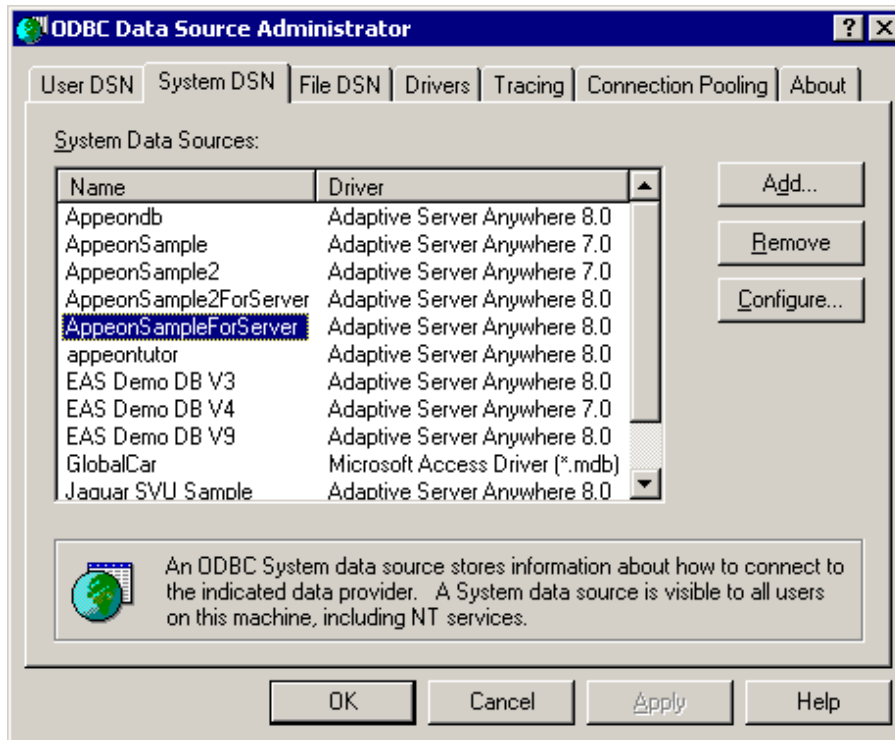 ODBC Data Source Administrator
User DSN System DSN File DSN Drivers Tracing Connection Pooling About
System Data Sources:
Name Driver
Appeondb Adaptive Server Anywhere 8.0
AppeonSample Adaptive Server Anywhere 7.0
AppeonSample2 Adaptive Server Anywhere 7.0
AppeonSample2ForServer Adaptive Server Anywhere 8.0
AppeonSampleForServer Adaptive Server Anywhere 8.0
appeontutor Adaptive Server Anywhere 8.0
EAS Demo DB V3 Adaptive Server Anywhere 8.0
EAS Demo DB V4 Adaptive Server Anywhere 7.0
EAS Demo DB V9 Adaptive Server Anywhere 8.0
GlobalCar Microsoft Access Driver (*.mdb)
Jaguar SVU Sample Adaptive Server Anywhere 8.0
Add...
Remove
Configure...
An ODBC System data source stores information about how to connect to
the indicated data provider. A System data source is visible to all users
on this machine, including NT services.
OK Cancel Apply Help